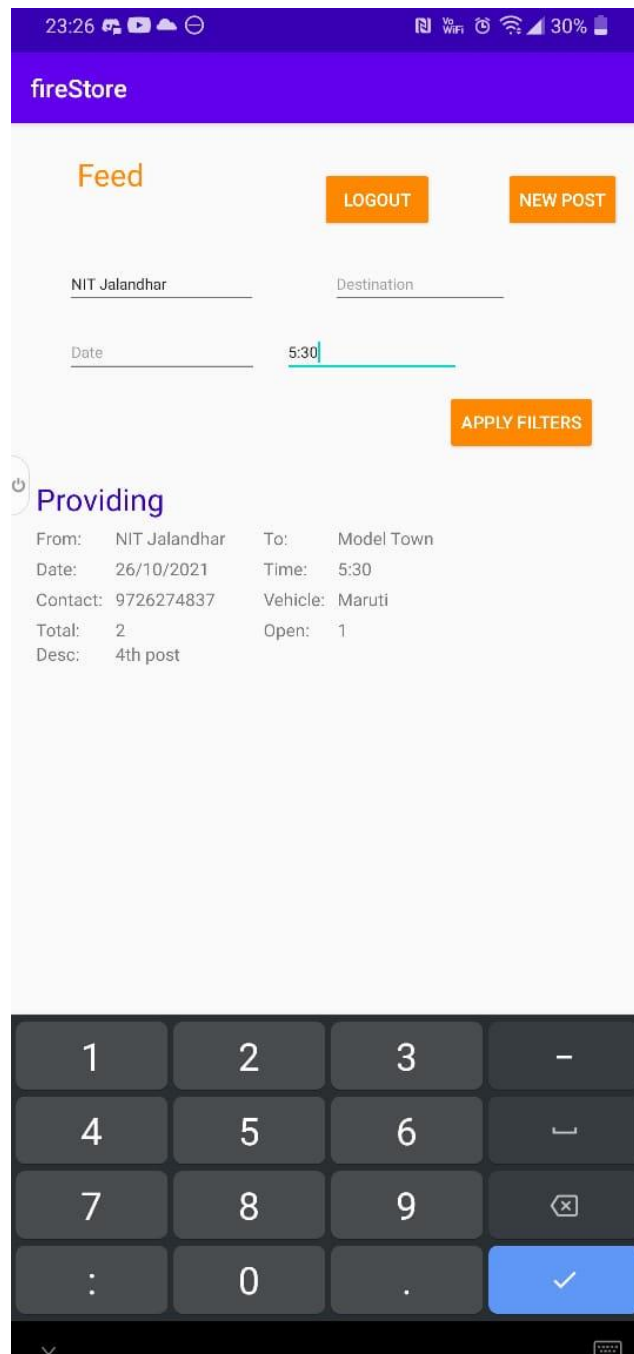 23:26 Vo WiFi 30%
fireStore
Feed
LOGOUT NEW POST
NIT Jalandhar Destination
Date 5:30
APPLY FILTERS
Providing
From: NIT Jalandhar To: Model Town
Date: 26/10/2021 Time: 5:30
Contact: 9726274837 Vehicle: Maruti
Total: 2 Open: 1
Desc: 4th post
1 2 3 -
4 5 6
7 8 9
: 0 .